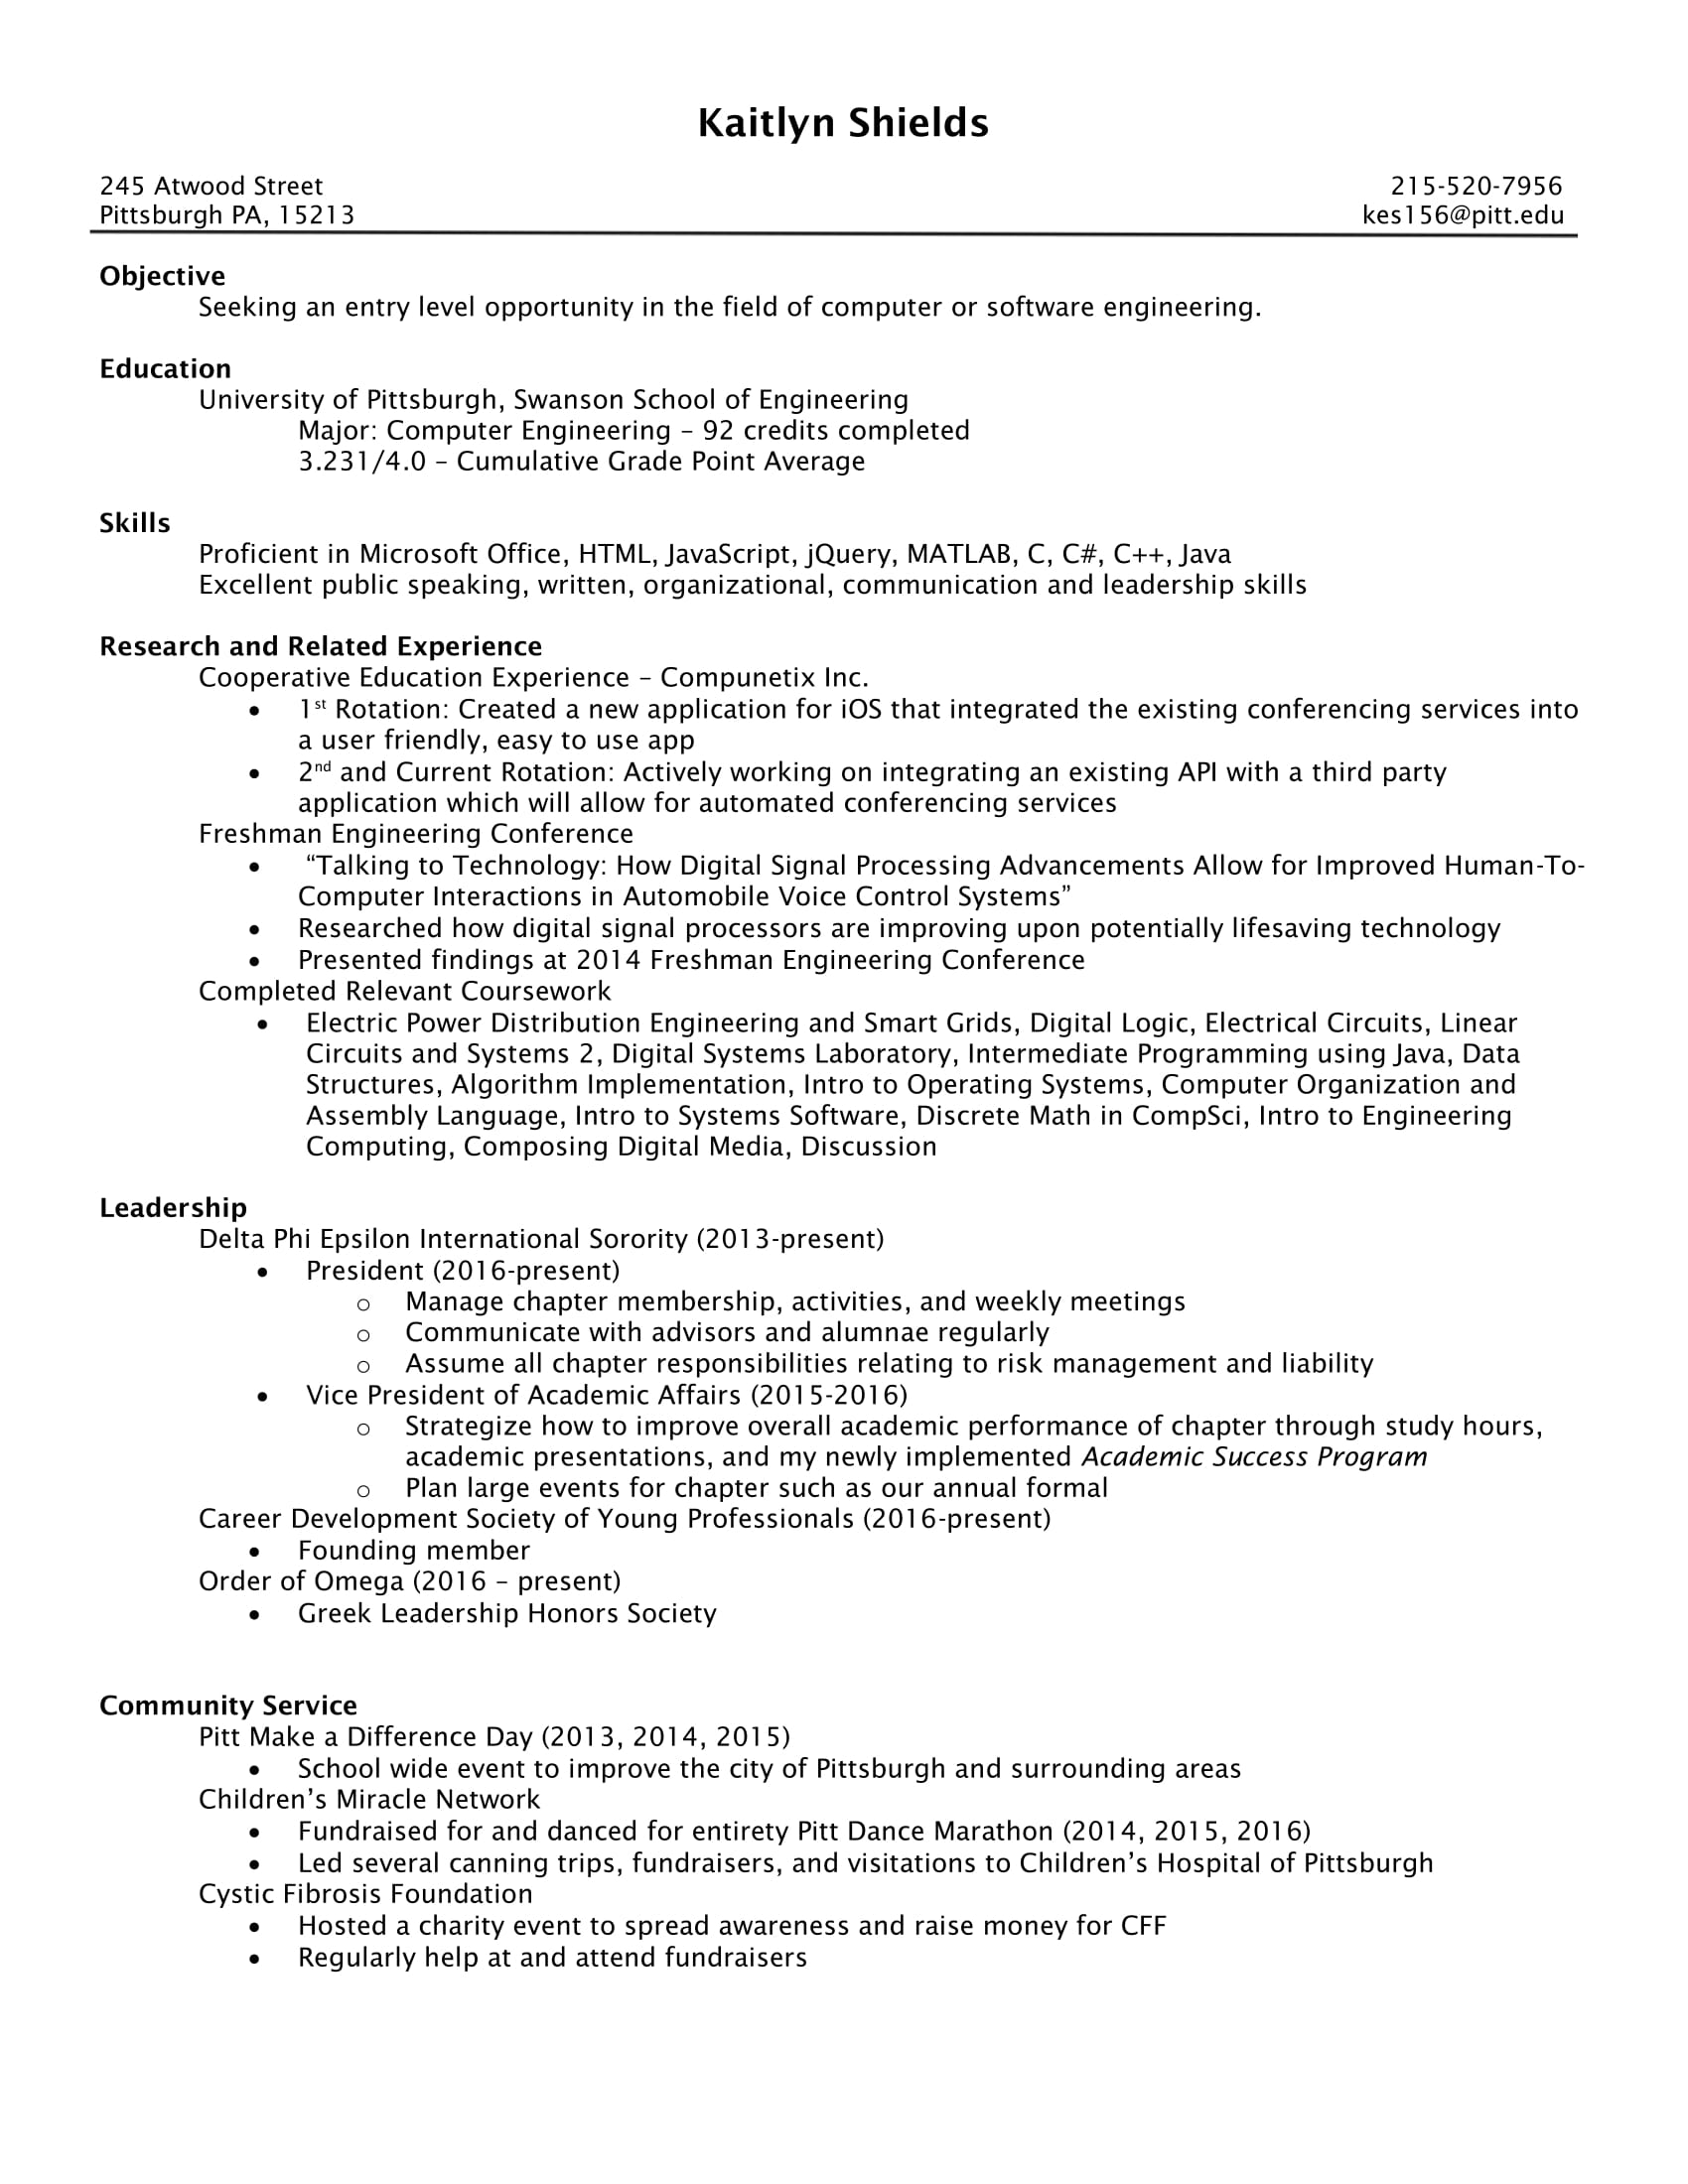 Kaitlyn Shields
245 Atwood Street 215-520-7956
Pittsburgh PA, 15213 kes156@pitt.edu
Objective
Seeking an entry level opportunity in the field of computer or software engineering.
Education
University of Pittsburgh, Swanson School of Engineering
Major: Computer Engineering – 92 credits completed
3.231/4.0 – Cumulative Grade Point Average
Skills
Proficient in Microsoft Office, HTML, JavaScript, jQuery, MATLAB, C, C#, C++, Java
Excellent public speaking, written, organizational, communication and leadership skills
Research and Related Experience
Cooperative Education Experience – Compunetix Inc.
• 1st Rotation: Created a new application for iOS that integrated the existing conferencing services into
a user friendly, easy to use app
• 2nd and Current Rotation: Actively working on integrating an existing API with a third party
application which will allow for automated conferencing services
Freshman Engineering Conference
• “Talking to Technology: How Digital Signal Processing Advancements Allow for Improved Human-To-
Computer Interactions in Automobile Voice Control Systems”
• Researched how digital signal processors are improving upon potentially lifesaving technology
• Presented findings at 2014 Freshman Engineering Conference
Completed Relevant Coursework
• Electric Power Distribution Engineering and Smart Grids, Digital Logic, Electrical Circuits, Linear
Circuits and Systems 2, Digital Systems Laboratory, Intermediate Programming using Java, Data
Structures, Algorithm Implementation, Intro to Operating Systems, Computer Organization and
Assembly Language, Intro to Systems Software, Discrete Math in CompSci, Intro to Engineering
Computing, Composing Digital Media, Discussion
Leadership
Delta Phi Epsilon International Sorority (2013-present)
• President (2016-present)
o Manage chapter membership, activities, and weekly meetings
o Communicate with advisors and alumnae regularly
o Assume all chapter responsibilities relating to risk management and liability
• Vice President of Academic Affairs (2015-2016)
o Strategize how to improve overall academic performance of chapter through study hours,
academic presentations, and my newly implemented Academic Success Program
o Plan large events for chapter such as our annual formal
Career Development Society of Young Professionals (2016-present)
• Founding member
Order of Omega (2016 – present)
• Greek Leadership Honors Society
Community Service
Pitt Make a Difference Day (2013, 2014, 2015)
• School wide event to improve the city of Pittsburgh and surrounding areas
Children’s Miracle Network
• Fundraised for and danced for entirety Pitt Dance Marathon (2014, 2015, 2016)
• Led several canning trips, fundraisers, and visitations to Children’s Hospital of Pittsburgh
Cystic Fibrosis Foundation
• Hosted a charity event to spread awareness and raise money for CFF
• Regularly help at and attend fundraisers